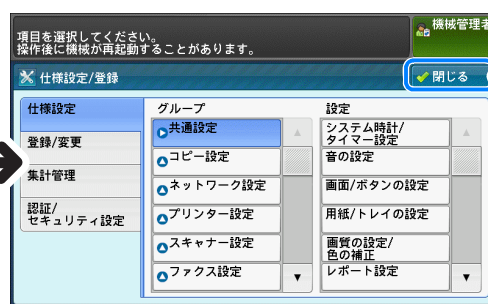 項目を選択してください。
操作後に機械が再起動することがあります。
機械管理者
仕様設定/登録
閉じる
仕様設定
登録/変更
集計管理
認証/
セキュリティ設定
グループ
共通設定
コピー設定
ネットワーク設定
プリンター設定
スキャナー設定
ファクス設定
設定
システム時計/
タイマー設定
音の設定
画面/ボタンの設定
用紙/トレイの設定
画質の設定/
色の補正
レポート設定